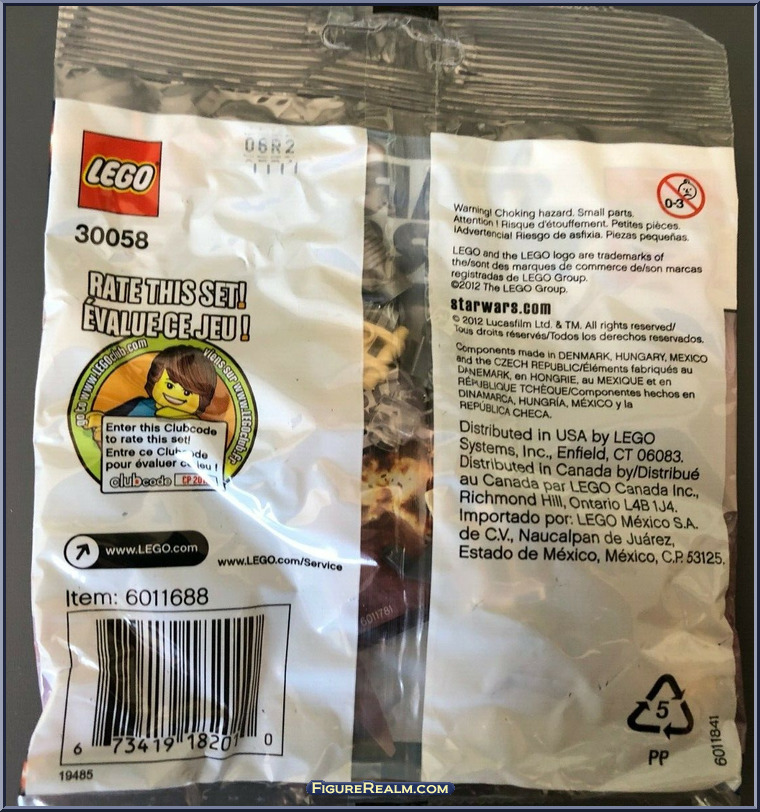 LEGO
06R2
30058
RATE THIS SET!
ÉVALUE CE JEU !
go to www.LEGOclub.com
Viens sur www.LEGOclub.fr
Enter this Clubcode
to rate this set!
Entre ce Clubcode
pour évaluer ce jeu !
clubcode
www.LEGO.com
www.LEGO.com/Service
Item: 6011688
6 73419 18201 0
19485
6011781
0-3
Warning! Choking hazard. Small parts.
Attention ! Risque d'étouffement. Petites pièces.
¡Advertencia! Riesgo de asfixia. Piezas pequeñas.
LEGO and the LEGO logo are trademarks of
the/sont des marques de commerce de/son marcas
registradas de LEGO Group.
©2012 The LEGO Group.
starwars.com
© 2012 Lucasfilm Ltd. & TM. All rights reserved/
Tous droits réservés/Todos los derechos reservados.
Components made in DENMARK, HUNGARY, MEXICO
and the CZECH REPUBLIC/Éléments fabriqués au
DANEMARK, en HONGRIE, au MEXIQUE et en
RÉPUBLIQUE TCHÈQUE/Componentes hechos en
DINAMARCA, HUNGRÍA, MÉXICO y la
REPÚBLICA CHECA.
Distributed in USA by LEGO
Systems, Inc., Enfield, CT 06083.
Distributed in Canada by/Distribué
au Canada par LEGO Canada Inc.,
Richmond Hill, Ontario L4B 1J4.
Importado por: LEGO México S.A.
de C.V., Naucalpan de Juárez,
Estado de México, México, C.P. 53125.
5
PP
6011841
FIGUREREALM.COM